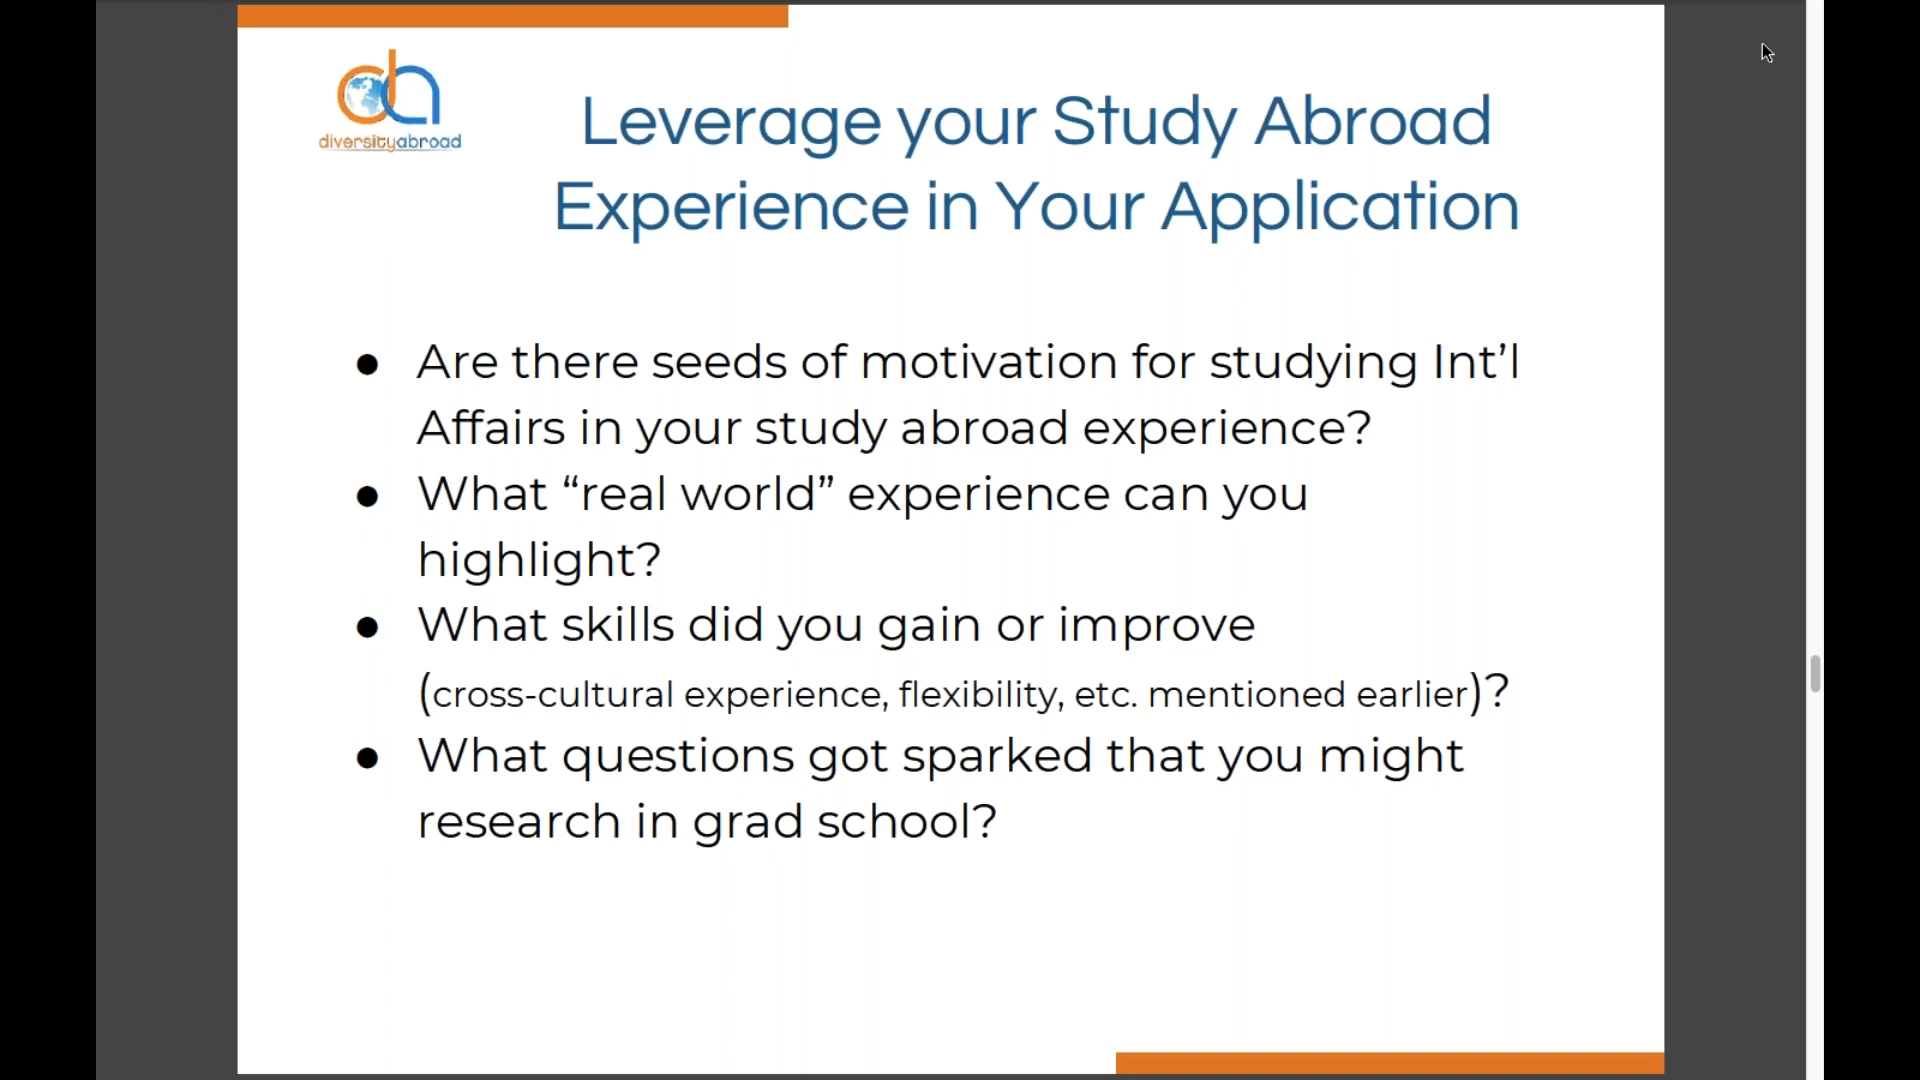 diversityabroad
Leverage your Study Abroad
Experience in Your Application
● Are there seeds of motivation for studying Int’l
Affairs in your study abroad experience?
● What “real world” experience can you
highlight?
● What skills did you gain or improve
(cross-cultural experience, flexibility, etc. mentioned earlier)?
● What questions got sparked that you might
research in grad school?